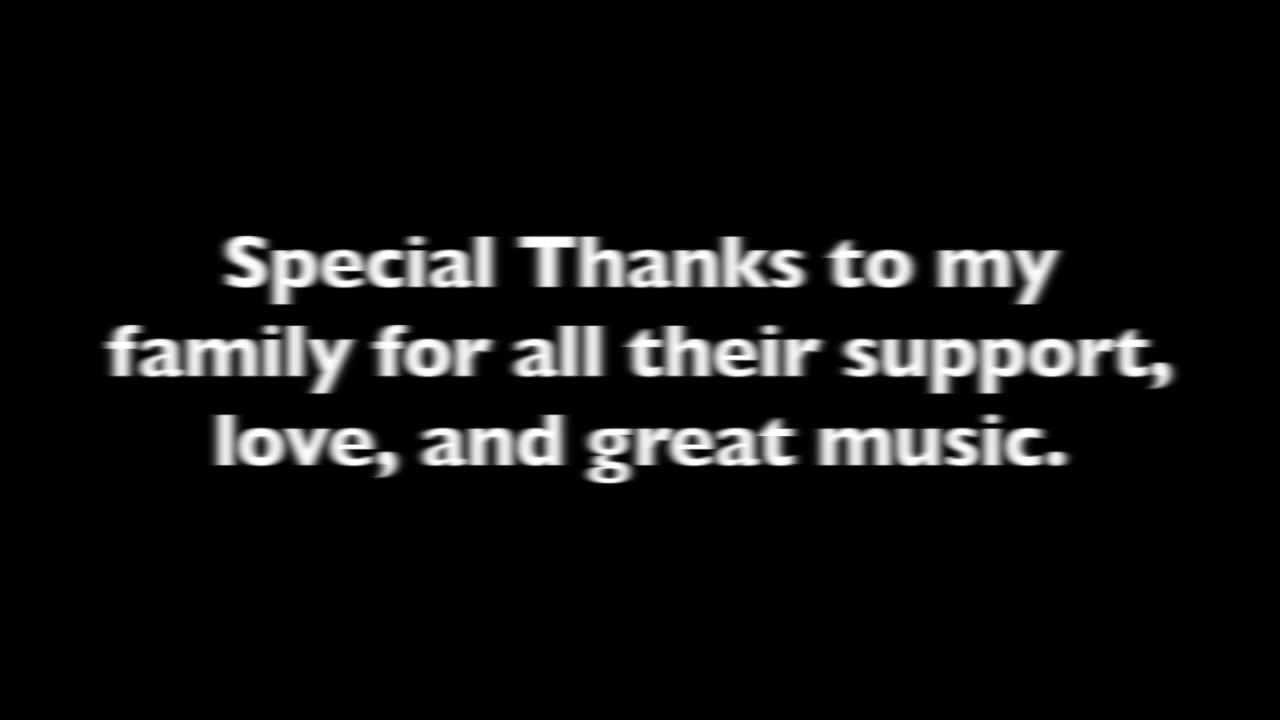 Special Thanks to my
family for all their support,
love, and great music.